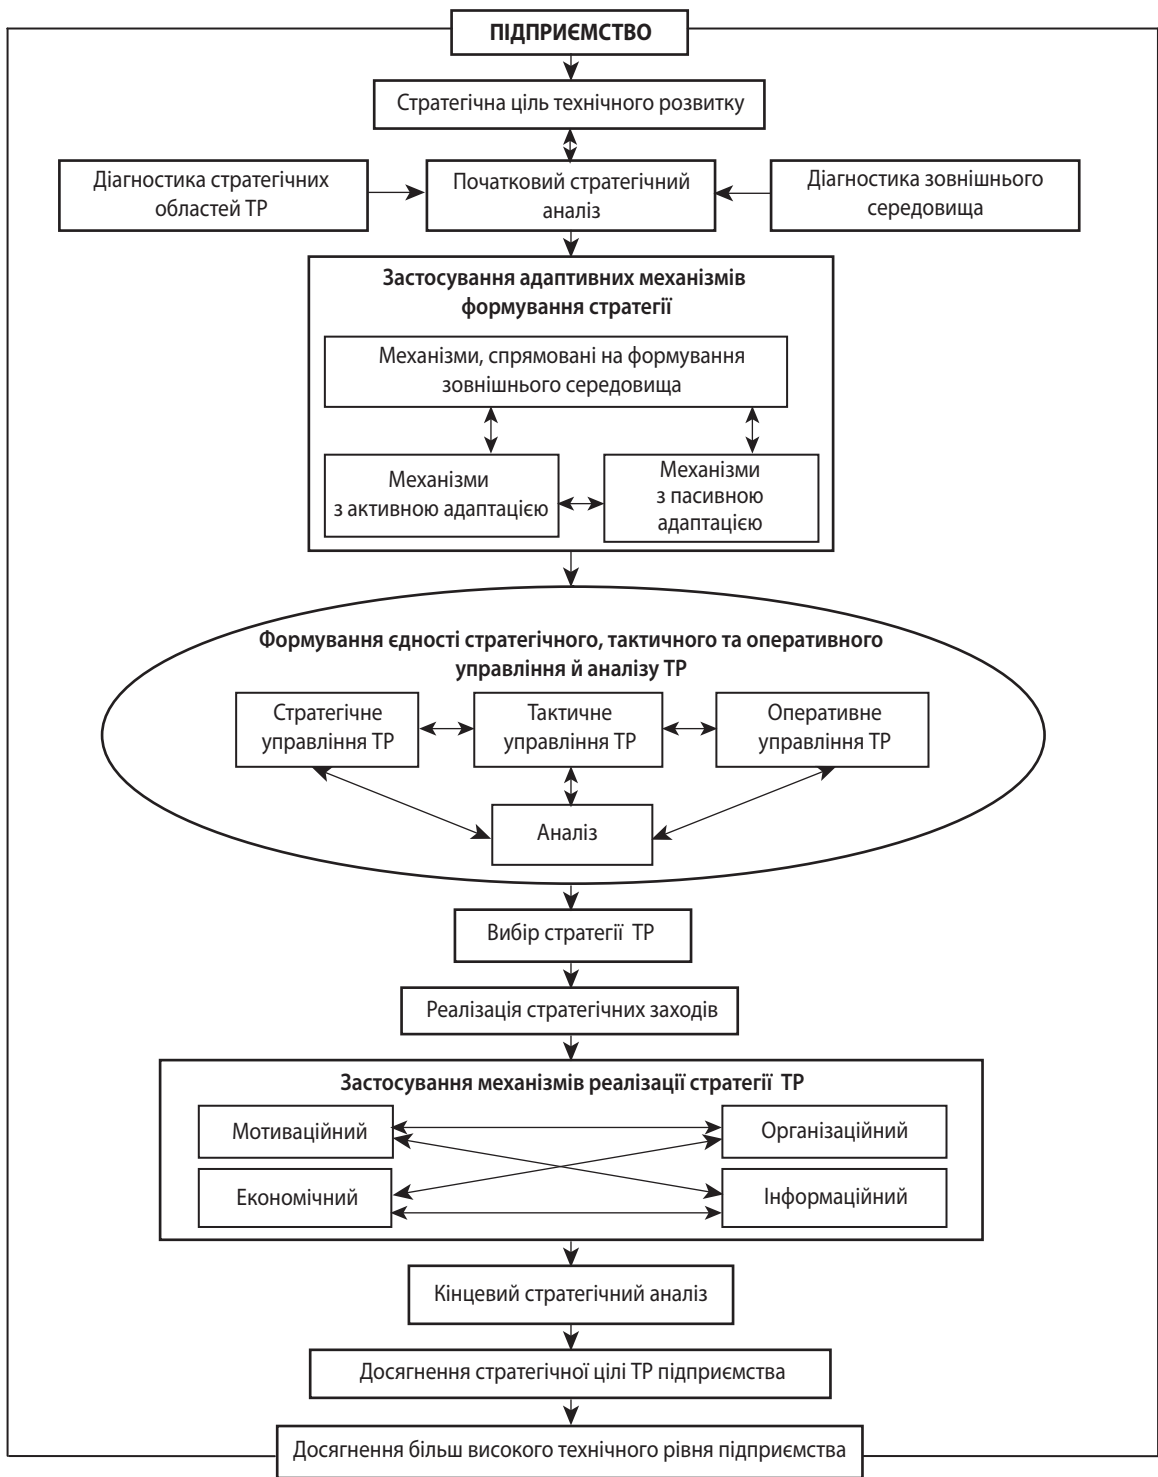 ПІДПРИЄМСТВО
Стратегічна ціль технічного розвитку
Діагностика стратегічних
областей ТР
Початковий стратегічний
аналіз
Діагностика зовнішнього
середовища
Застосування адаптивних механізмів
формування стратегії
Механізми, спрямовані на формування
зовнішнього середовища
Механізми
з активною адаптацією
Механізми
з пасивною
адаптацією
Формування єдності стратегічного, тактичного та оперативного
управління й аналізу ТР
Стратегічне
управління ТР
Тактичне
управління ТР
Оперативне
управління ТР
Аналіз
Вибір стратегії ТР
Реалізація стратегічних заходів
Застосування механізмів реалізації стратегії ТР
Мотиваційний
Організаційний
Економічний
Інформаційний
Кінцевий стратегічний аналіз
Досягнення стратегічної цілі ТР підприємства
Досягнення більш високого технічного рівня підприємства